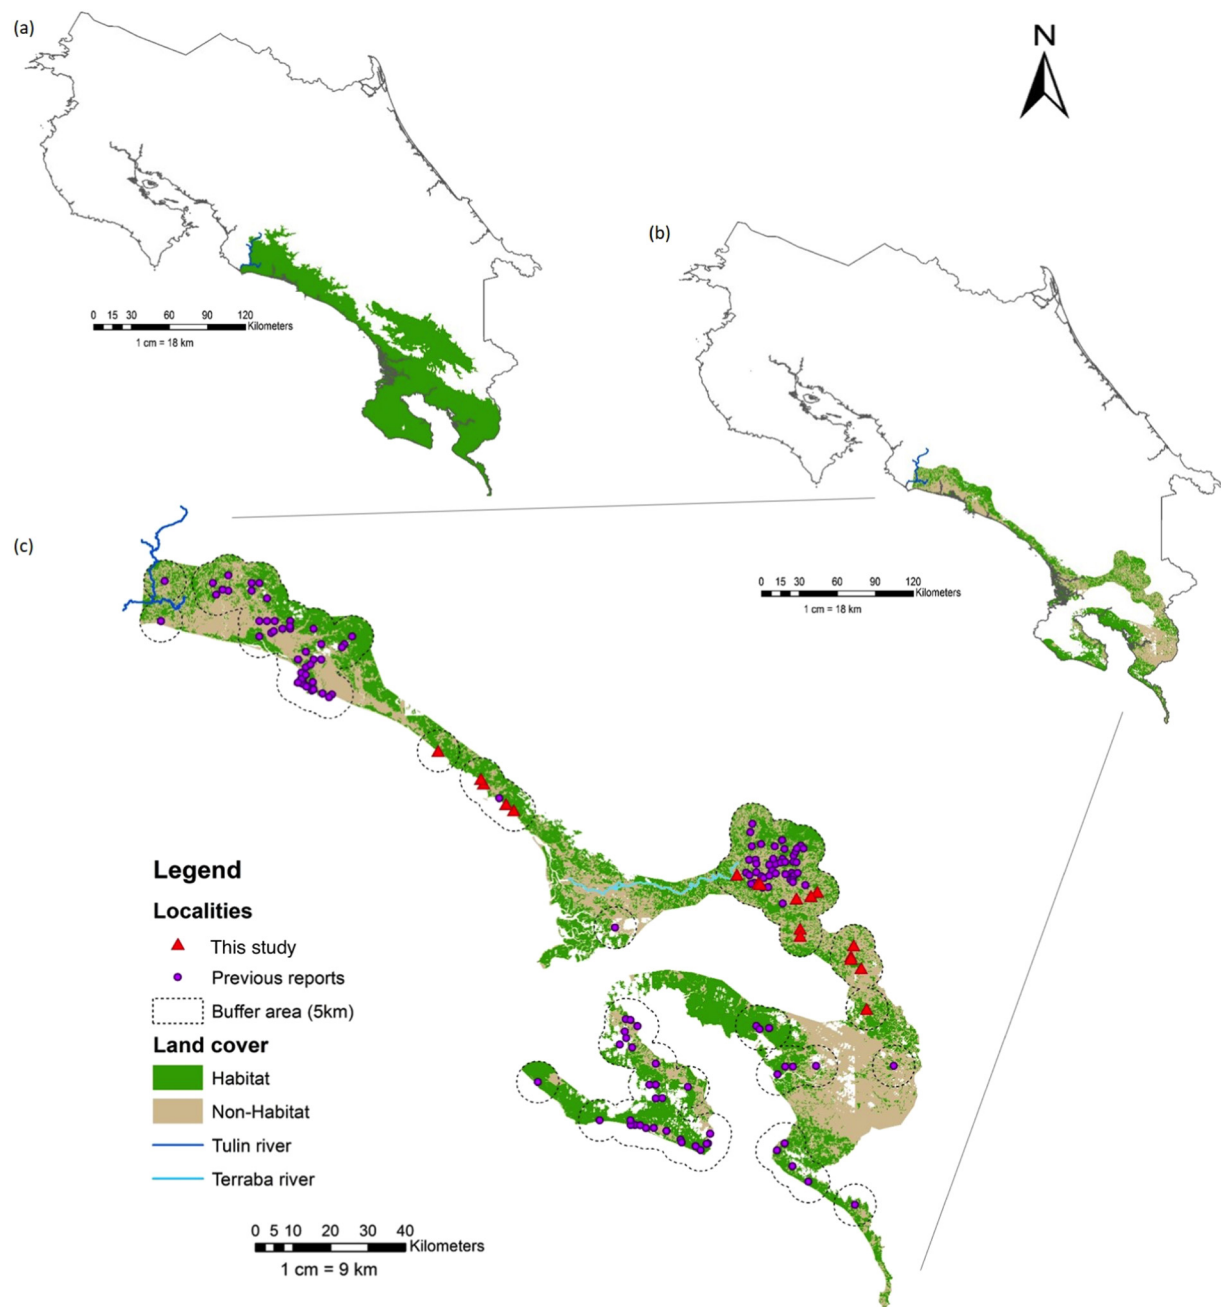 (a)
N
0 15 30 60 90 120
Kilometers
1 cm = 18 km
(b)
0 15 30 60 90 120
Kilometers
1 cm = 18 km
(c)
Legend
Localities
This study
Previous reports
Buffer area (5km)
Land cover
Habitat
Non-Habitat
Tulin river
Terraba river
0 5 10 20 30 40
Kilometers
1 cm = 9 km